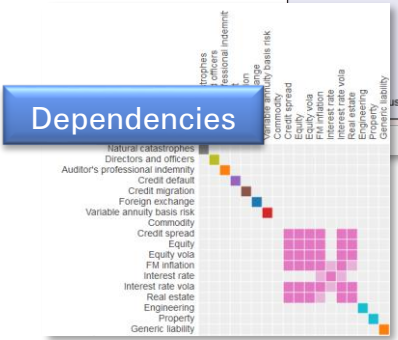 Dependencies
Variable annuity basis risk
Commodity
Credit spread
Equity
Equity vola
FM inflation
Interest rate
Interest rate vola
Real estate
Engineering
Property
Generic liability
Natural catastrophes
Directors and officers
Auditor's professional indemnity
Credit default
Credit migration
Foreign exchange
Variable annuity basis risk
Commodity
Credit spread
Equity
Equity vola
FM inflation
Interest rate
Interest rate vola
Real estate
Engineering
Property
Generic liability